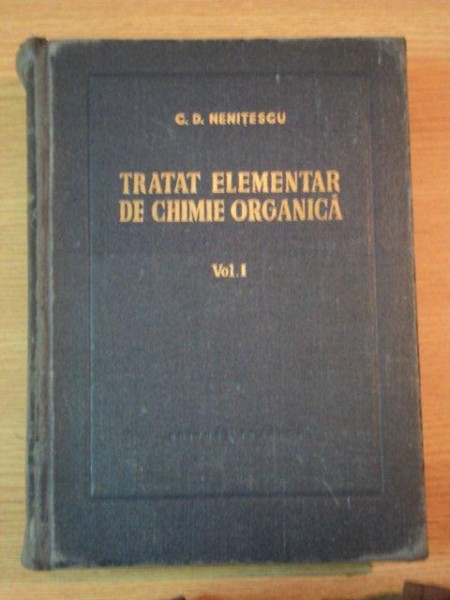 C. D. NENIȚESCU
TRATAT ELEMENTAR
DE CHIMIE ORGANICĂ
Vol. I